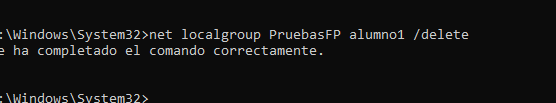 :\Windows\System32>net localgroup PruebasFP alumno1 /delete
e ha completado el comando correctamente.
:\Windows\System32>